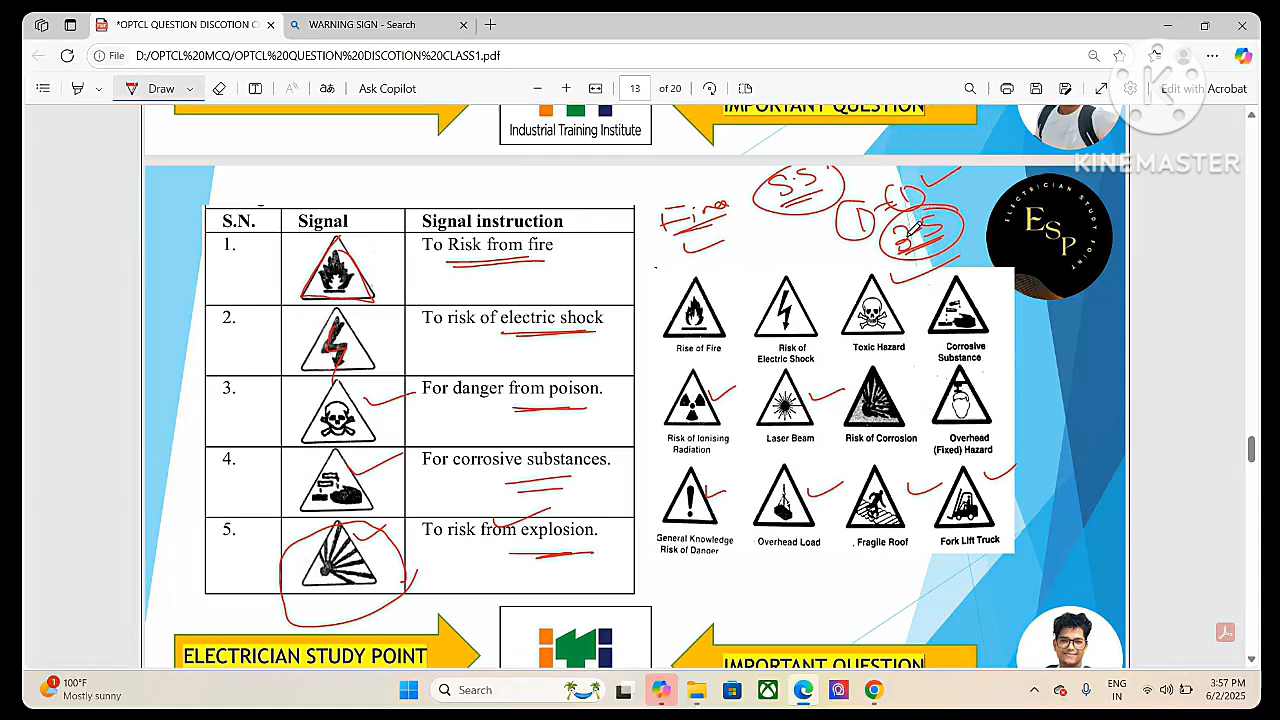 *OPTCL QUESTION DISCOTION C
WARNING SIGN - Search
File
D:/OPTCL%20MCQ/OPTCL%20QUESTION%20DISCOTION%20CLASS1.pdf
Draw
Ask Copilot
13 of 20
Edit with Acrobat
KINEMASTER
Industrial Training Institute
IMPORTANT QUESTION
S.N. Signal Signal instruction
1. To Risk from fire
2. To risk of electric shock
3. For danger from poison.
4. For corrosive substances.
5. To risk from explosion.
Fire
S.S
①
25
ELECTRICIAN STUDY POINT
ESP
Rise of Fire
Risk of
Electric Shock
Toxic Hazard
Corrosive
Substance
Risk of Ionising
Radiation
Laser Beam
Risk of Corrosion
Overhead
(Fixed) Hazard
General Knowledge
Risk of Danger
Overhead Load
. Fragile Roof
Fork Lift Truck
ELECTRICIAN STUDY POINT
IMPORTANT QUESTION
100°F
Mostly sunny
Search
ENG
IN
3:57 PM
6/2/2025